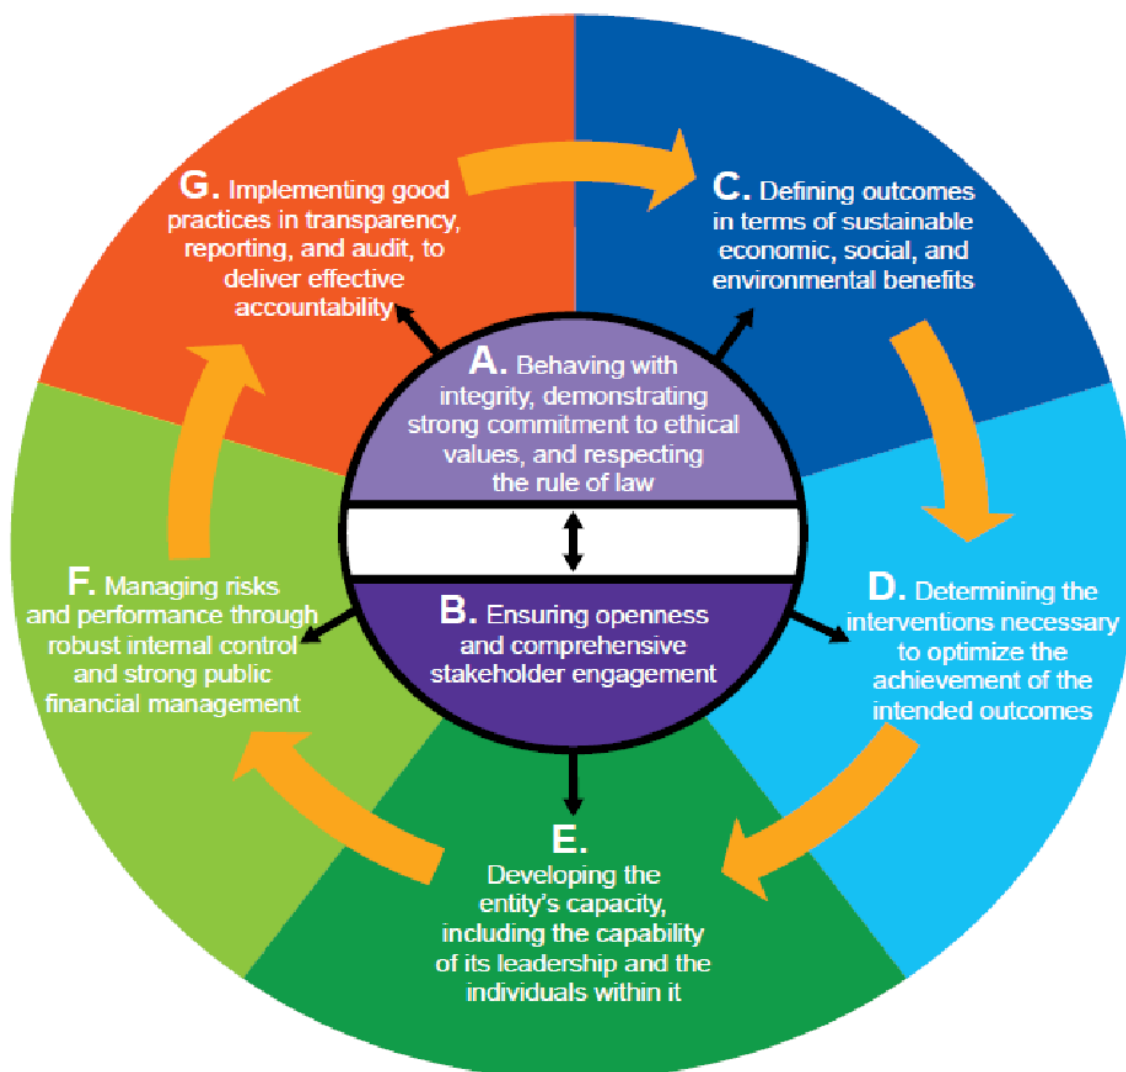 A. Behaving with
integrity, demonstrating
strong commitment to ethical
values, and respecting
the rule of law
B. Ensuring openness
and comprehensive
stakeholder engagement
C. Defining outcomes
in terms of sustainable
economic, social, and
environmental benefits
D. Determining the
interventions necessary
to optimize the
achievement of the
intended outcomes
E.
Developing the
entity's capacity,
including the capability
of its leadership and the
individuals within it
F. Managing risks
and performance through
robust internal control
and strong public
financial management
G. Implementing good
practices in transparency,
reporting, and audit, to
deliver effective
accountability